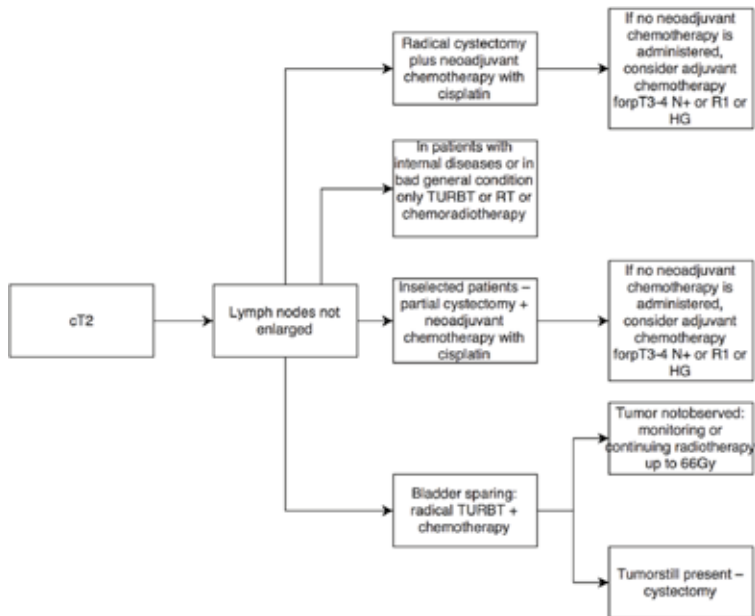 cT2
Lymph nodes not
enlarged
Radical cystectomy
plus neoadjuvant
chemotherapy with
cisplatin
If no neoadjuvant
chemotherapy is
administered,
consider adjuvant
chemotherapy
forpT3-4 N+ or R1 or
HG
In patients with
internal diseases or in
bad general condition
only TURBT or RT or
chemoradiotherapy
Inselected patients –
partial cystectomy +
neoadjuvant
chemotherapy with
cisplatin
If no neoadjuvant
chemotherapy is
administered,
consider adjuvant
chemotherapy
forpT3-4 N+ or R1 or
HG
Bladder sparing:
radical TURBT +
chemotherapy
Tumor notobserved:
monitoring or
continuing radiotherapy
up to 66Gy
Tumorstill present –
cystectomy